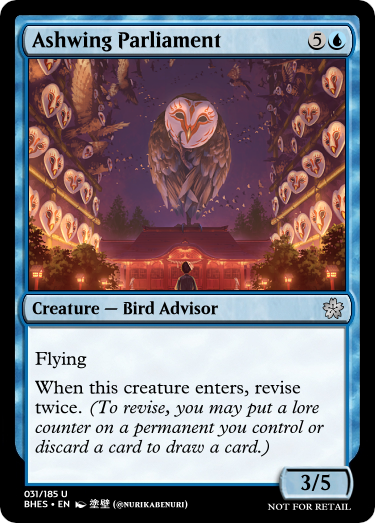 Ashwing Parliament 5
Creature — Bird Advisor
Flying
When this creature enters, revise
twice. (To revise, you may put a lore
counter on a permanent you control or
discard a card to draw a card.)
3/5
031/185 U
BHES • EN 塗壁 (@NURIKABENURI)
NOT FOR RETAIL